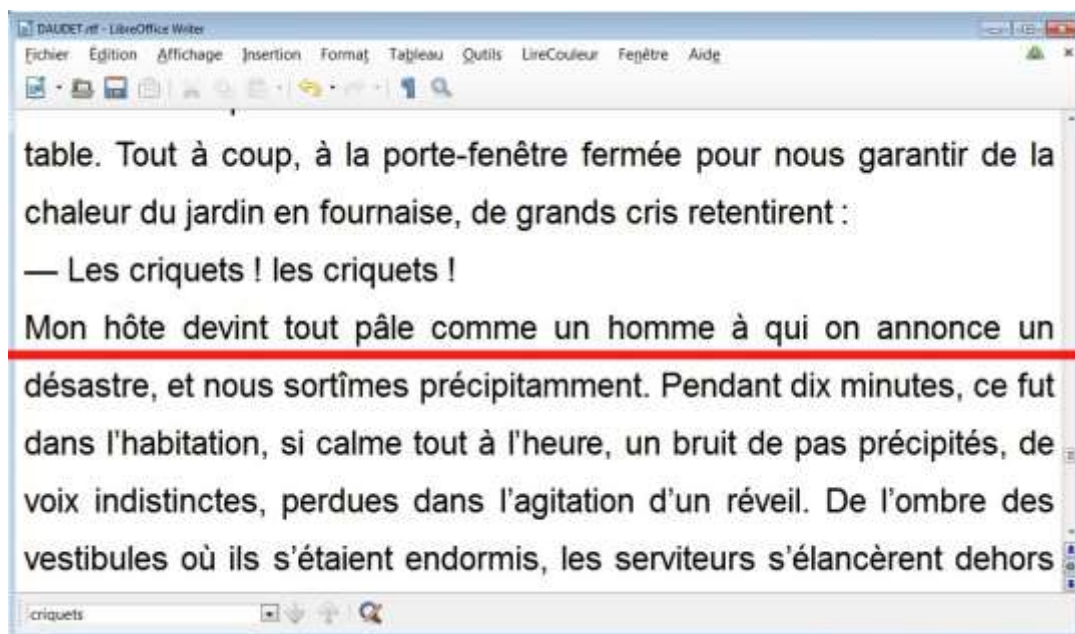 DAUDET.rtf - LibreOffice Writer
Fichier Edition Affichage Insertion Format Tableau Outils LireCouleur Fenêtre Aide
table. Tout à coup, à la porte-fenêtre fermée pour nous garantir de la
chaleur du jardin en fournaise, de grands cris retentirent :
— Les criquets ! les criquets !
Mon hôte devint tout pâle comme un homme à qui on annonce un
désastre, et nous sortîmes précipitamment. Pendant dix minutes, ce fut
dans l’habitation, si calme tout à l’heure, un bruit de pas précipités, de
voix indistinctes, perdues dans l’agitation d’un réveil. De l’ombre des
vestibules où ils s’étaient endormis, les serviteurs s’élancèrent dehors
criquets